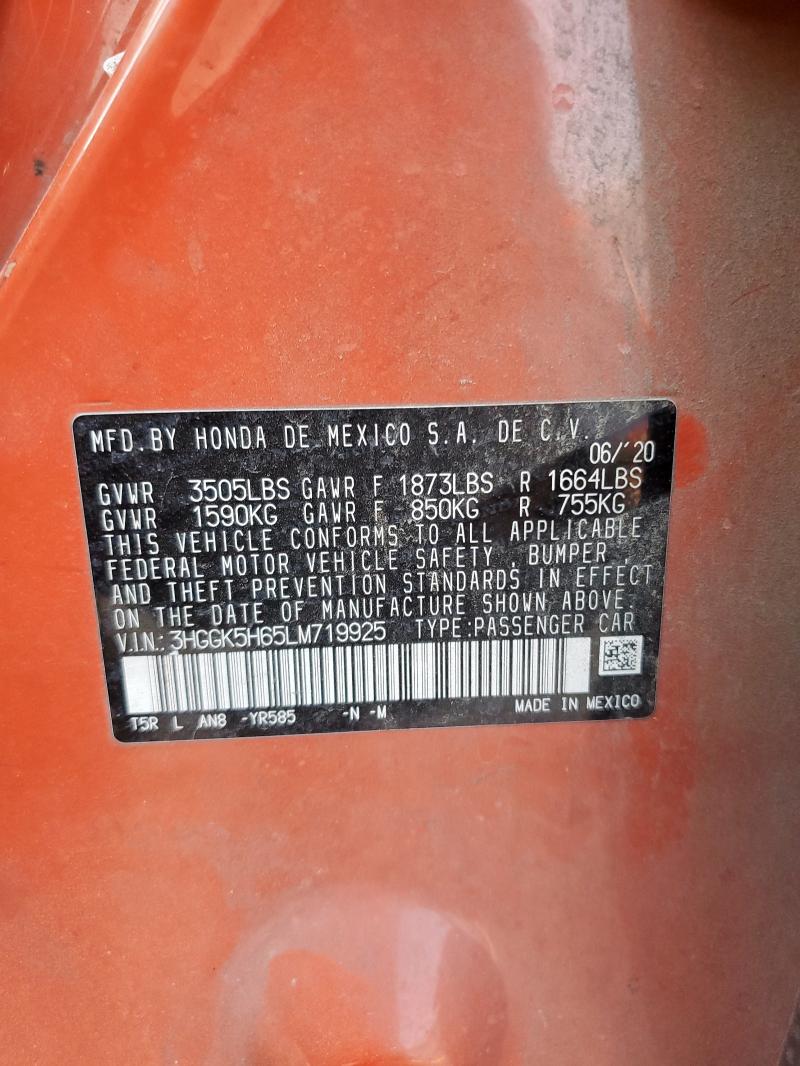 MFD.BY HONDA DE MEXICO S.A. DE C.V.
06/'20
GVWR 3505LBS GAWR F 1873LBS R 1664LBS
GVWR 1590KG GAWR F 850KG R 755KG
THIS VEHICLE CONFORMS TO ALL APPLICABLE
FEDERAL MOTOR VEHICLE SAFETY , BUMPER ,
AND THEFT PREVENTION STANDARDS IN EFFECT
ON THE DATE OF MANUFACTURE SHOWN ABOVE.
V.I.N.: 3HGGK5H65LM719925 TYPE:PASSENGER CAR
T5R L AN8 -YR585 -N -M MADE IN MEXICO